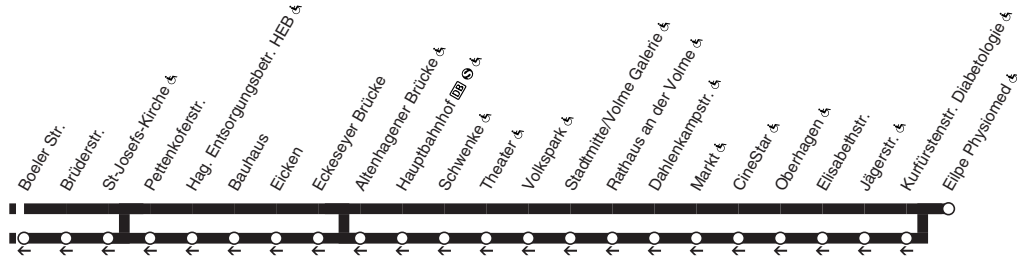 Boeler Str.
Brüderstr.
St-Josefs-Kirche
Pettenkoferstr.
Hag. Entsorgungsbetr. HEB
Bauhaus
Eicken
Eckeseyer Brücke
Altenhagener Brücke
Hauptbahnhof DB S
Schwenke
Theater
Volkspark
Stadtmitte/Volme Galerie
Rathaus an der Volme
Dahlenkampstr.
Markt
CineStar
Oberhagen
Elisabethstr.
Jägerstr.
Kurfürstenstr. Diabetologie
Eilpe Physiomed